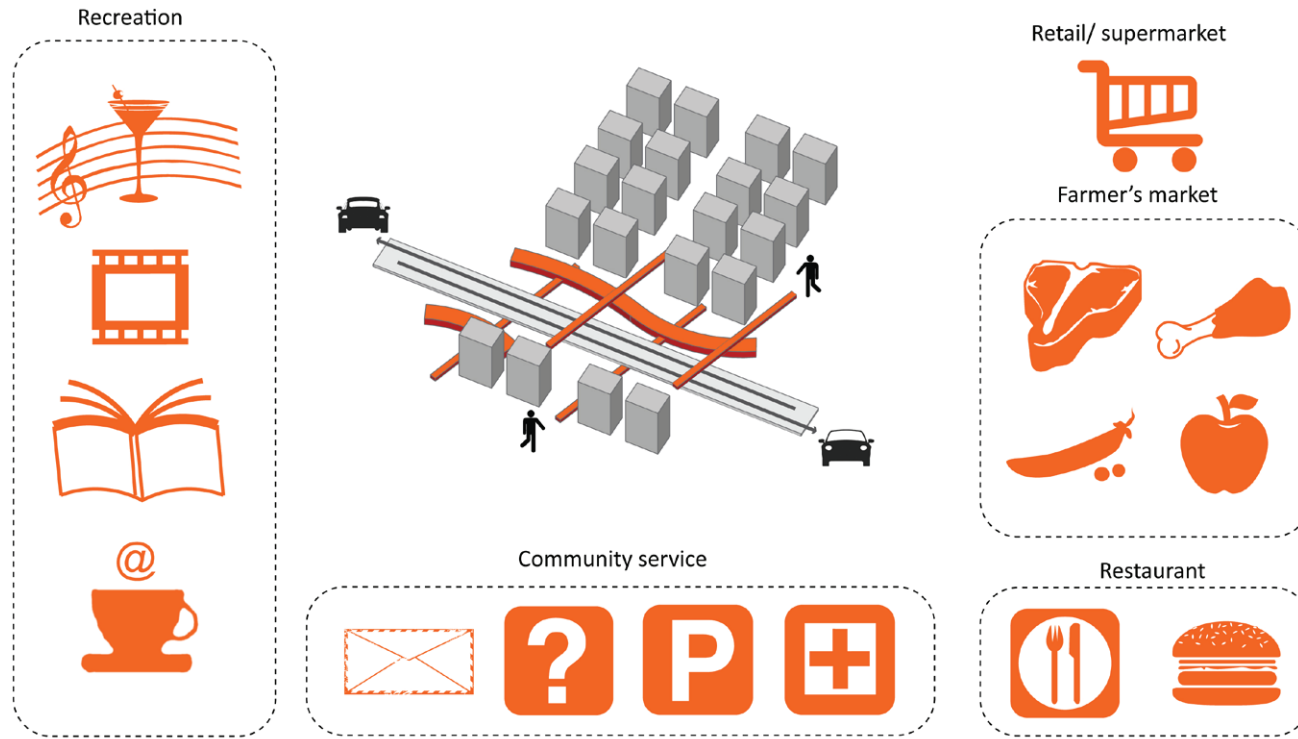 Recreation
Retail/ supermarket
Farmer's market
@
Community service
? P
Restaurant